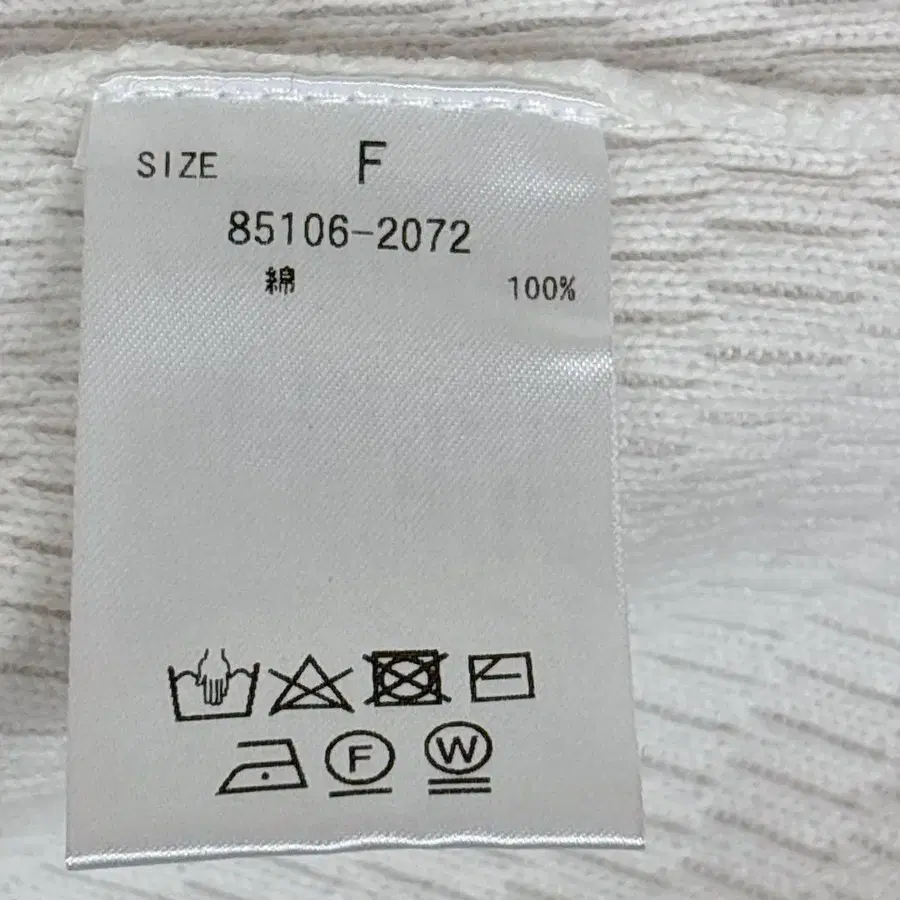 SIZE F
85106-2072
綿 100%
F W